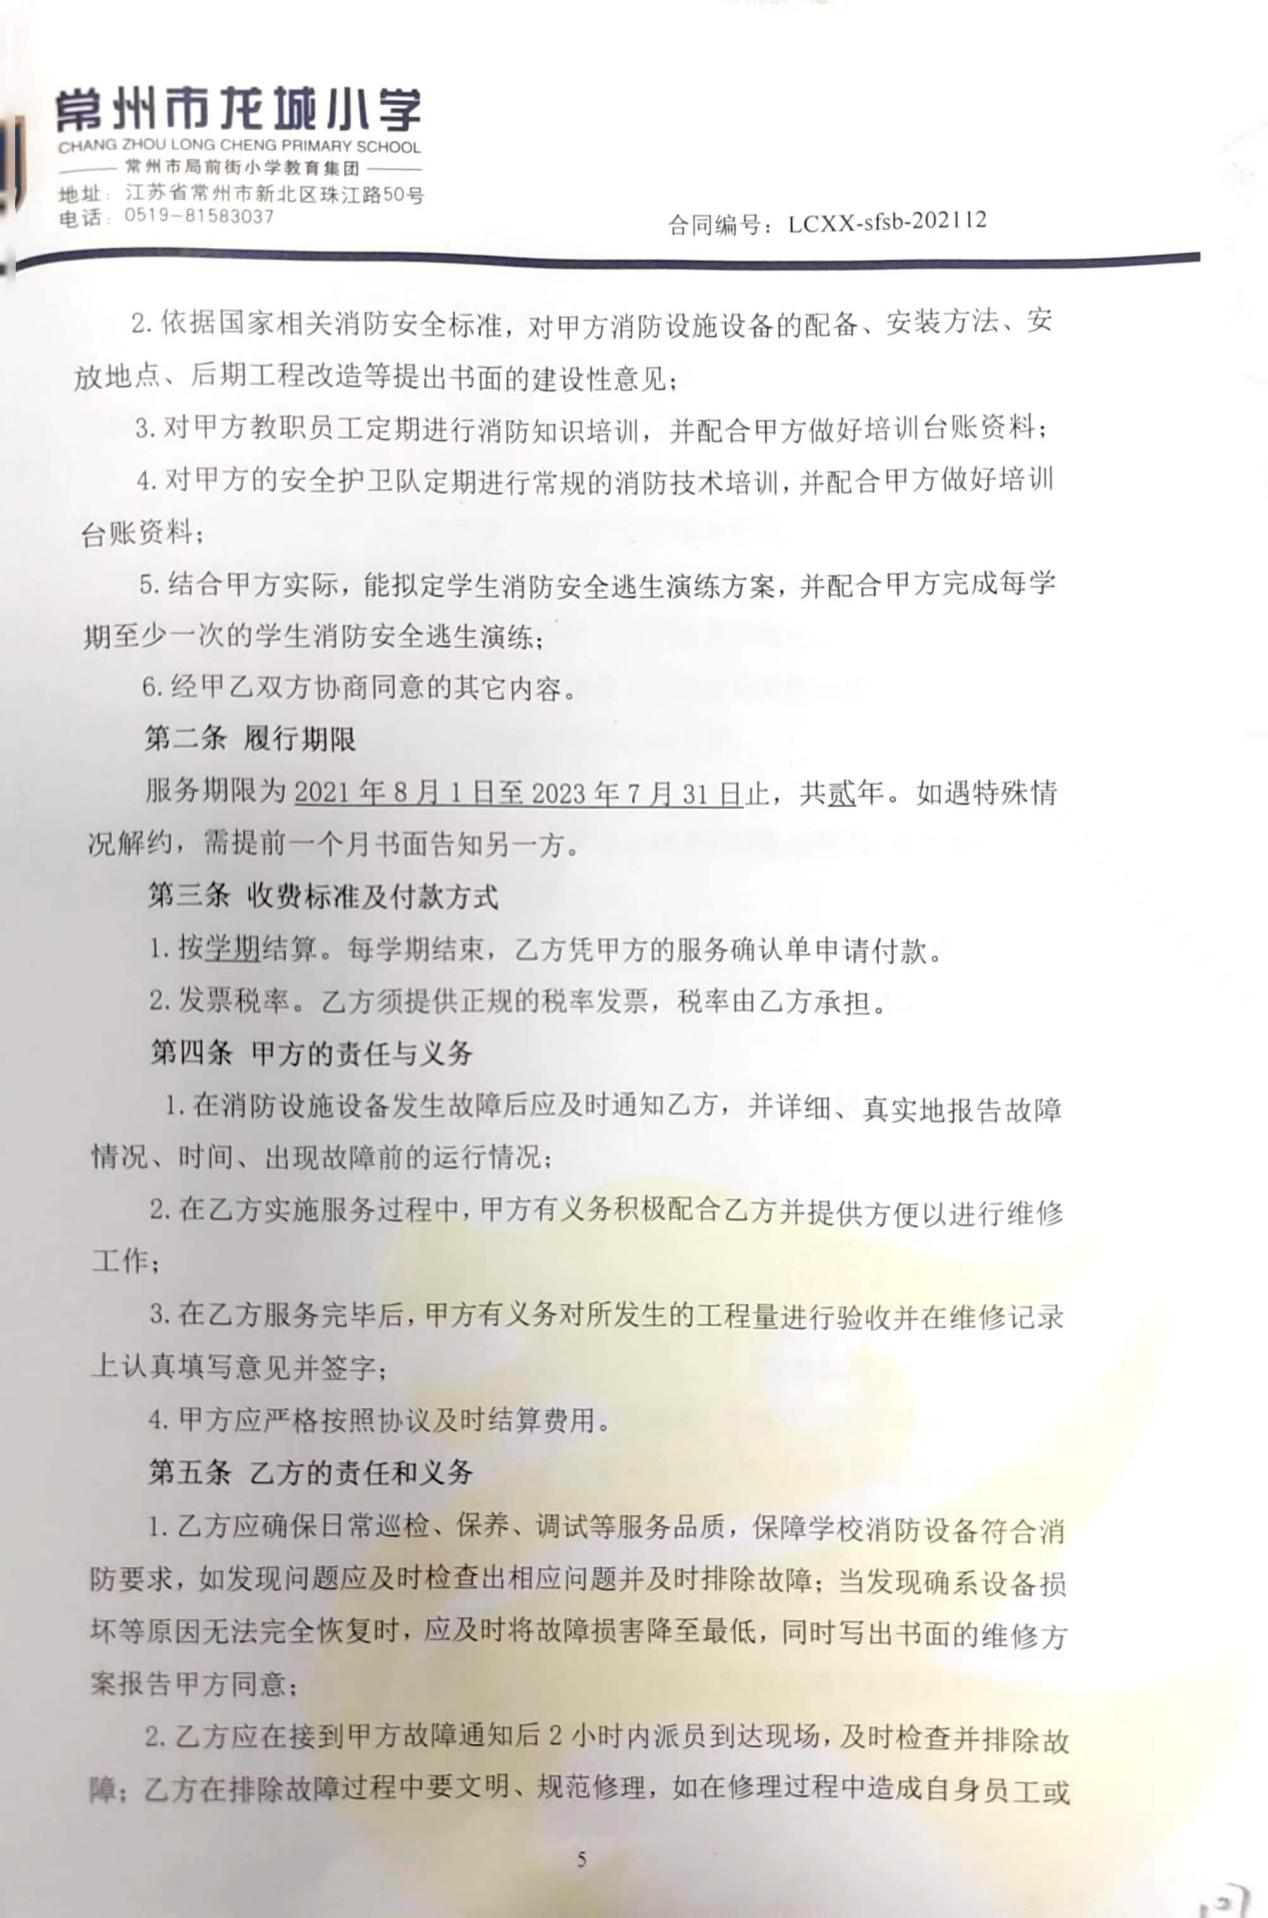 常州市龙城小学
CHANG ZHOU LONG CHENG PRIMARY SCHOOL
常州市局前街小学教育集团
地址：江苏省常州市新北区珠江路50号
电话：0519-81583037
合同编号：LCXX-sfsb-202112
2.依据国家相关消防安全标准，对甲方消防设施设备的配备、安装方法、安
放地点、后期工程改造等提出书面的建设性意见；
3.对甲方教职员工定期进行消防知识培训，并配合甲方做好培训台账资料；
4.对甲方的安全护卫队定期进行常规的消防技术培训，并配合甲方做好培训
台账资料；
5.结合甲方实际，能拟定学生消防安全逃生演练方案，并配合甲方完成每学
期至少一次的学生消防安全逃生演练；
6.经甲乙双方协商同意的其它内容。
第二条 履行期限
服务期限为 2021 年 8 月 1 日至 2023 年 7 月 31 日止，共贰年。如遇特殊情
况解约，需提前一个月书面告知另一方。
第三条 收费标准及付款方式
1.按学期结算。每学期结束，乙方凭甲方的服务确认单申请付款。
2.发票税率。乙方须提供正规的税率发票，税率由乙方承担。
第四条 甲方的责任与义务
1.在消防设施设备发生故障后应及时通知乙方，并详细、真实地报告故障
情况、时间、出现故障前的运行情况；
2.在乙方实施服务过程中，甲方有义务积极配合乙方并提供方便以进行维修
工作；
3.在乙方服务完毕后，甲方有义务对所发生的工程量进行验收并在维修记录
上认真填写意见并签字；
4.甲方应严格按照协议及时结算费用。
第五条 乙方的责任和义务
1.乙方应确保日常巡检、保养、调试等服务品质，保障学校消防设备符合消
防要求，如发现问题应及时检查出相应问题并及时排除故障；当发现确系设备损
坏等原因无法完全恢复时，应及时将故障损害降至最低，同时写出书面的维修方
案报告甲方同意；
2.乙方应在接到甲方故障通知后 2 小时内派员到达现场，及时检查并排除故
障；乙方在排除故障过程中要文明、规范修理，如在修理过程中造成自身员工或
5